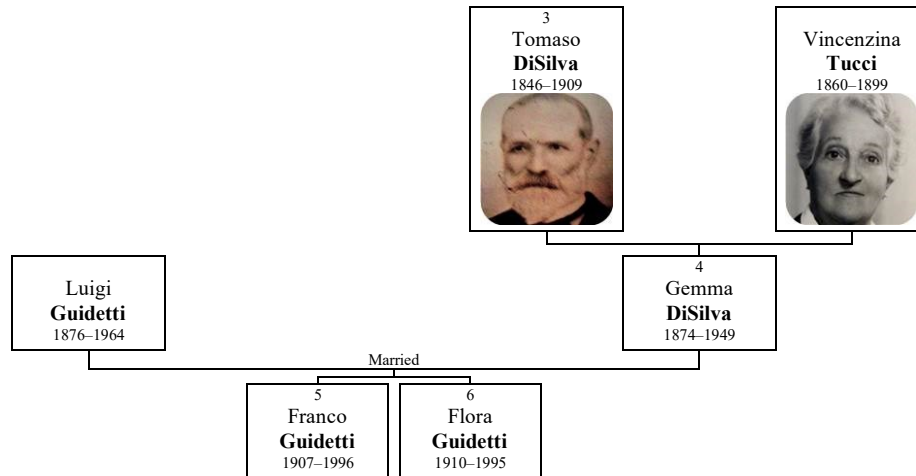 3
Tomaso
DiSilva
1846–1909
Vincenzina
Tucci
1860–1899
Luigi
Guidetti
1876–1964
4
Gemma
DiSilva
1874–1949
Married
5
Franco
Guidetti
1907–1996
6
Flora
Guidetti
1910–1995